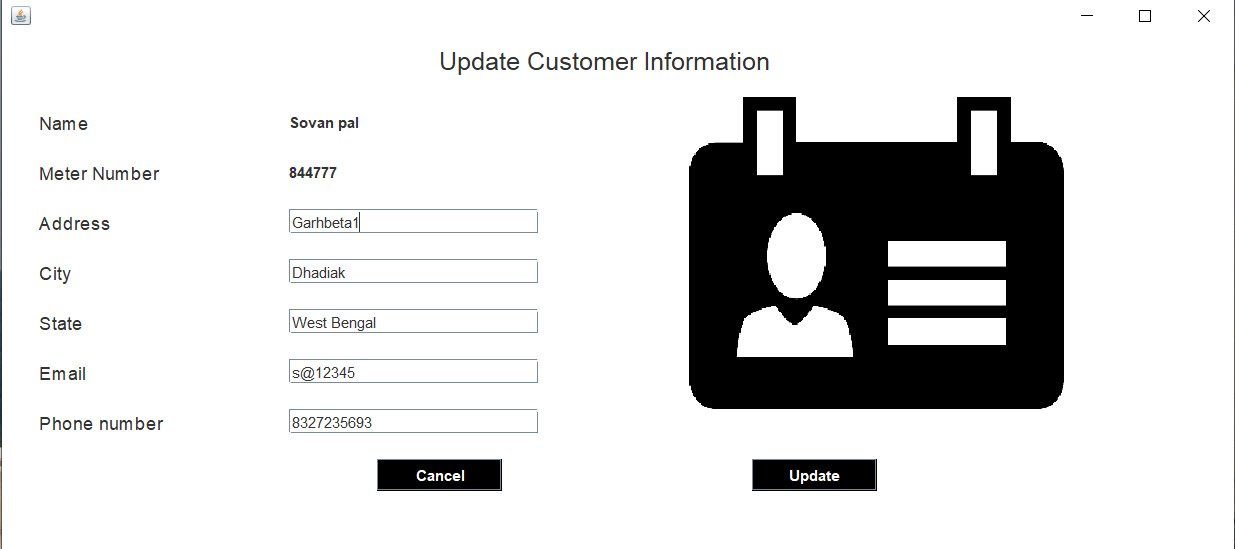 Update Customer Information
Name Sovan pal
Meter Number 844777
Address Garhbeta1
City Dhadiak
State West Bengal
Email s@12345
Phone number 8327235693
Cancel Update